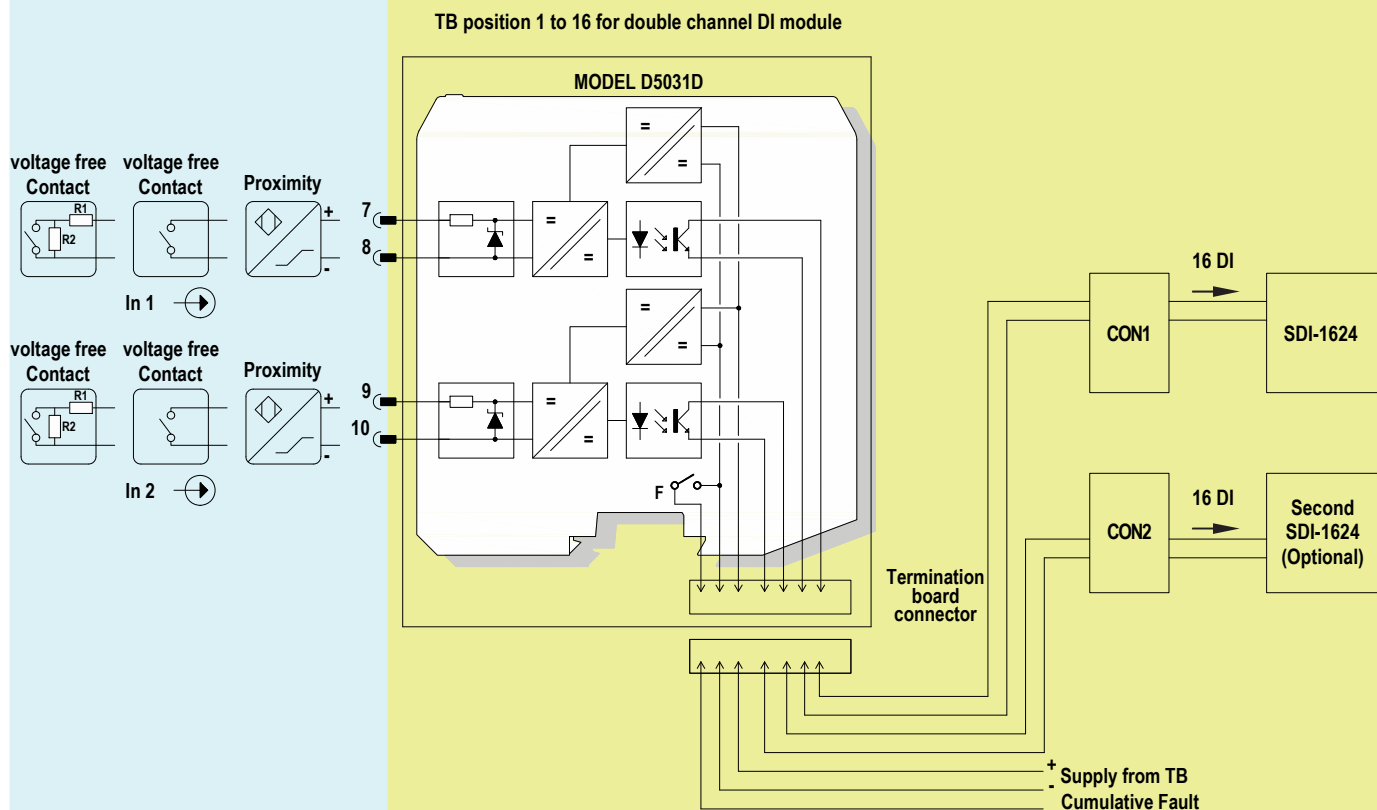 TB position 1 to 16 for double channel DI module
MODEL D5031D
=
=
voltage free
Contact
voltage free
Contact
Proximity
R1
R2
+
-
7
8
=
=
In 1
=
=
voltage free
Contact
voltage free
Contact
Proximity
R1
R2
+
-
9
10
=
=
In 2
F
16 DI
CON1
SDI-1624
16 DI
CON2
Second
SDI-1624
(Optional)
Termination
board
connector
+
-
Supply from TB
Cumulative Fault